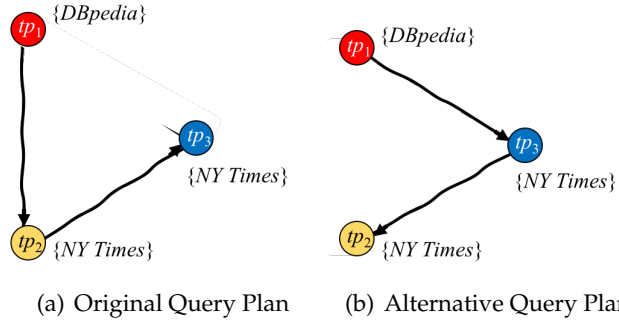 tp1 {DBpedia}
tp3
{NY Times}
tp2 {NY Times}
(a) Original Query Plan
tp1 {DBpedia}
tp3
{NY Times}
tp2 {NY Times}
(b) Alternative Query Plan